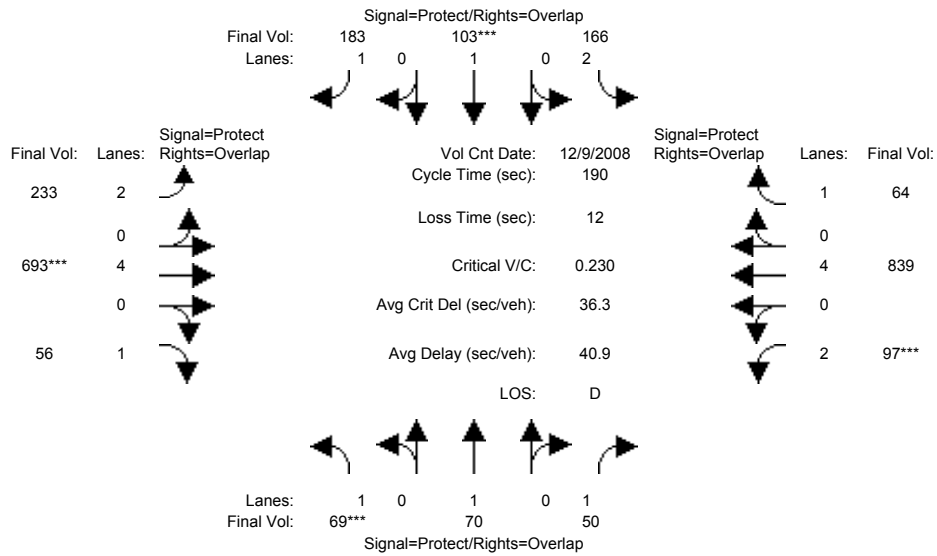 Signal=Protect/Rights=Overlap
Final Vol: 183 103*** 166
Lanes: 1 0 1 0 2
Signal=Protect
Final Vol: Lanes: Rights=Overlap
Vol Cnt Date: 12/9/2008
Signal=Protect
Rights=Overlap Lanes: Final Vol:
Cycle Time (sec): 190
233 2
1 64
Loss Time (sec): 12
0
0
693*** 4
Critical V/C: 0.230
4 839
0
Avg Crit Del (sec/veh): 36.3
0
56 1
Avg Delay (sec/veh): 40.9
2 97***
LOS: D
Lanes: 1 0 1 0 1
Final Vol: 69*** 70 50
Signal=Protect/Rights=Overlap